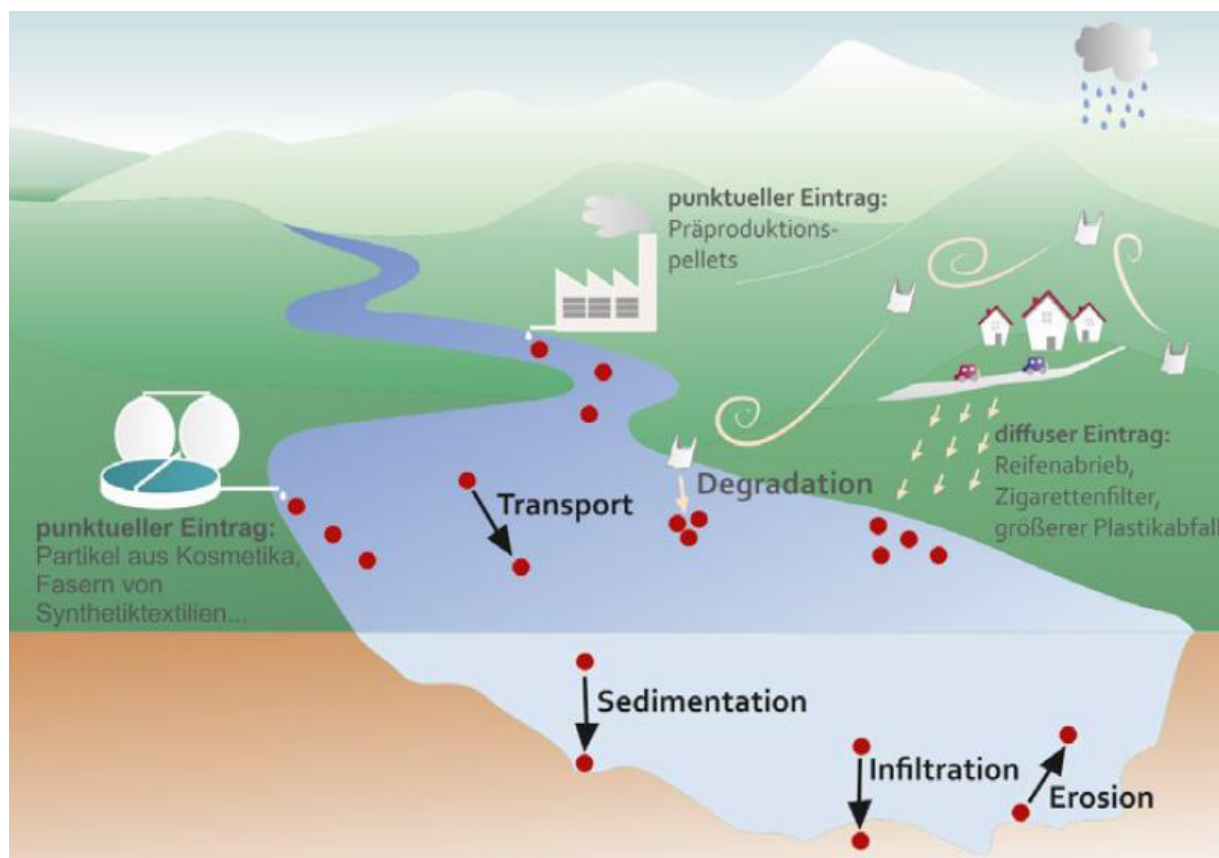 punktueller Eintrag:
Präproduktions-
pellets
diffuser Eintrag:
Reifenabrieb,
Zigarettenfilter,
größerer Plastikabfall
Degradation
Transport
punktueller Eintrag:
Partikel aus Kosmetika,
Fasern von
Synthetiktextilien...
Sedimentation
Infiltration
Erosion